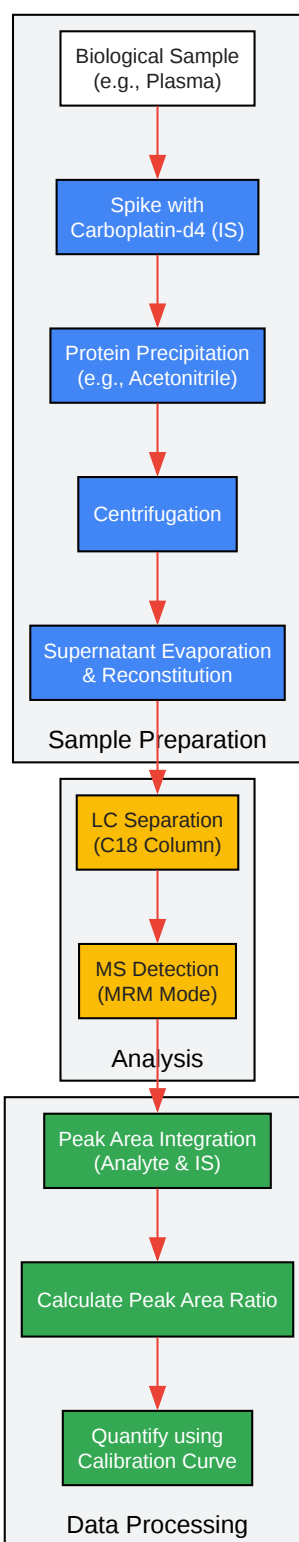 Biological Sample
(e.g., Plasma)
Spike with
Carboplatin-d4 (IS)
Protein Precipitation
(e.g., Acetonitrile)
Centrifugation
Supernatant Evaporation
& Reconstitution
Sample Preparation
LC Separation
(C18 Column)
MS Detection
(MRM Mode)
Analysis
Peak Area Integration
(Analyte & IS)
Calculate Peak Area Ratio
Quantify using
Calibration Curve
Data Processing